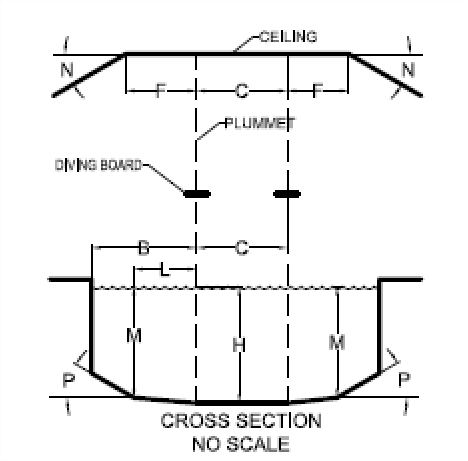 CEILING
N
N
F
C
F
PLUMMET
DIVING BOARD
B
C
L
M
H
M
P
P
CROSS SECTION
NO SCALE